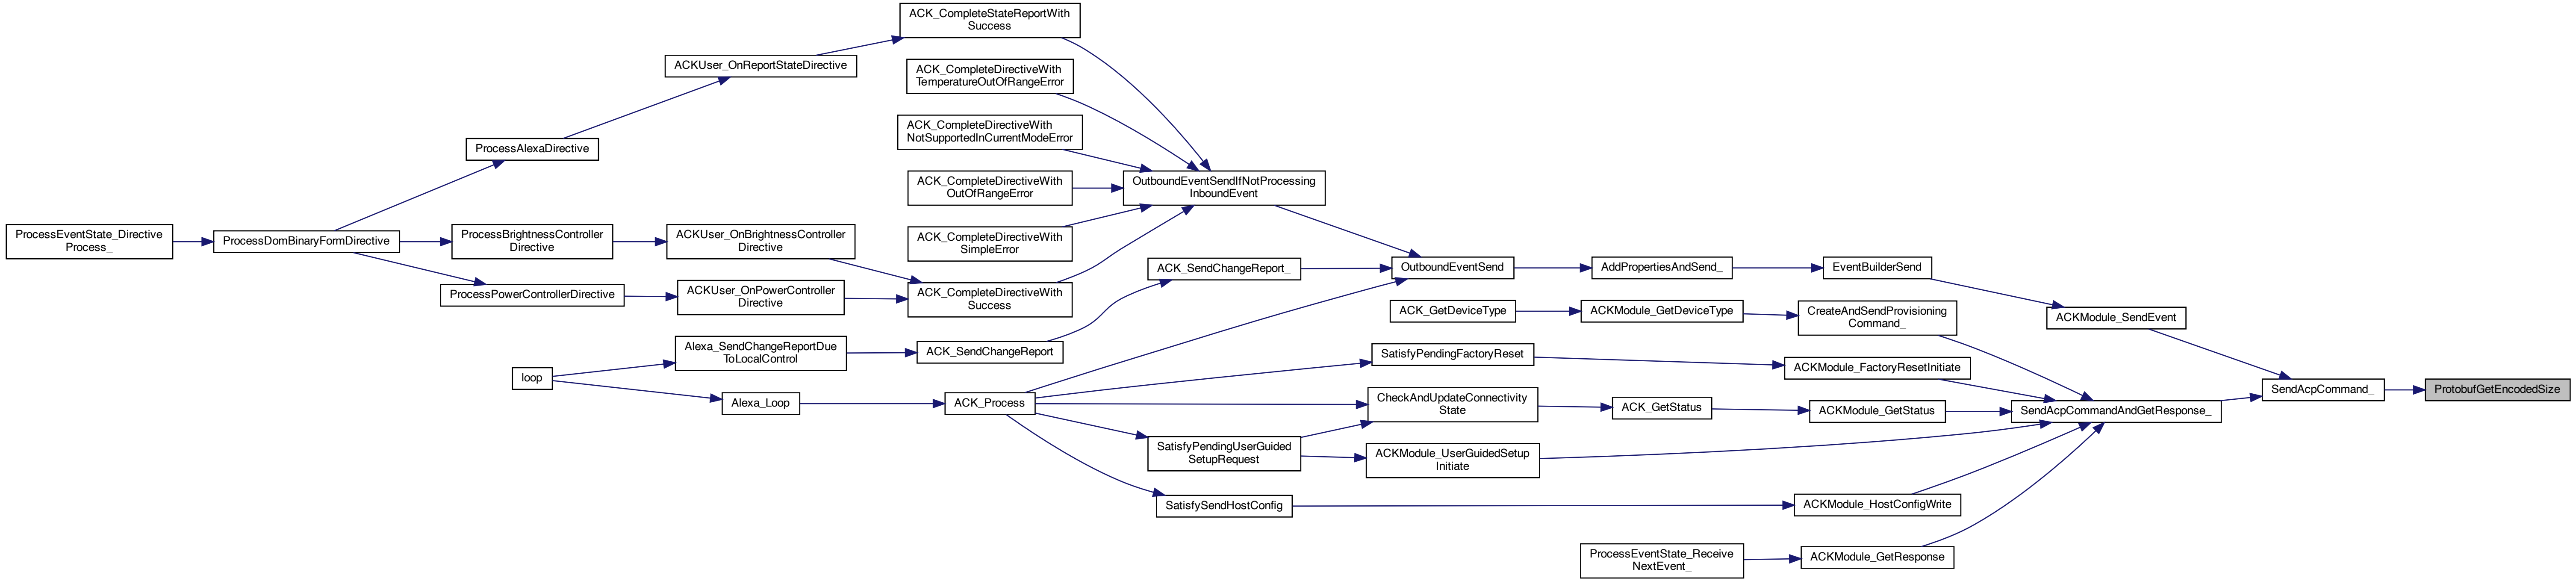 ACK_CompleteStateReportWith
Success
ACKUser_OnReportStateDirective
ACK_CompleteDirectiveWith
TemperatureOutOfRangeError
ACK_CompleteDirectiveWith
NotSupportedInCurrentModeError
ProcessAlexaDirective
ACK_CompleteDirectiveWith
OutOfRangeError
OutboundEventSendIfNotProcessing
InboundEvent
ProcessEventState_Directive
Process_
ProcessDomBinaryFormDirective
ProcessBrightnessController
Directive
ACKUser_OnBrightnessController
Directive
ACK_CompleteDirectiveWith
SimpleError
ACK_SendChangeReport_
OutboundEventSend
AddPropertiesAndSend_
EventBuilderSend
ProcessPowerControllerDirective
ACKUser_OnPowerController
Directive
ACK_CompleteDirectiveWith
Success
ACK_GetDeviceType
ACKModule_GetDeviceType
CreateAndSendProvisioning
Command_
ACKModule_SendEvent
Alexa_SendChangeReportDue
ToLocalControl
ACK_SendChangeReport
SatisfyPendingFactoryReset
ACKModule_FactoryResetInitiate
loop
Alexa_Loop
ACK_Process
CheckAndUpdateConnectivity
State
ACK_GetStatus
ACKModule_GetStatus
SendAcpCommandAndGetResponse_
SendAcpCommand_
ProtobufGetEncodedSize
SatisfyPendingUserGuided
SetupRequest
ACKModule_UserGuidedSetup
Initiate
SatisfySendHostConfig
ACKModule_HostConfigWrite
ProcessEventState_Receive
NextEvent_
ACKModule_GetResponse